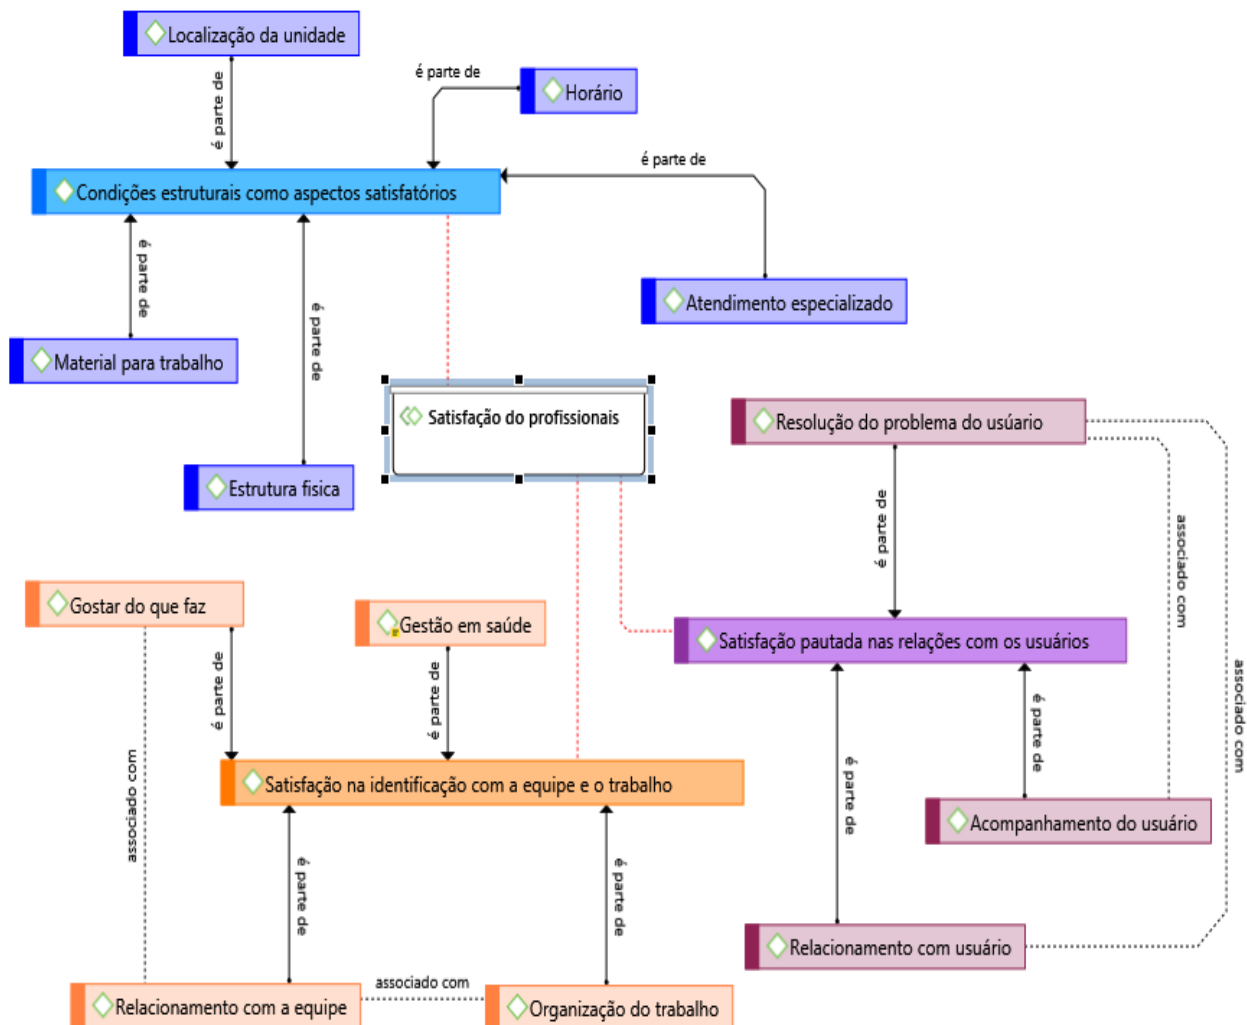 Localização da unidade
é parte de
é parte de
Horário
é parte de
Condições estruturais como aspectos satisfatórios
é parte de
é parte de
Atendimento especializado
Material para trabalho
Satisfação do profissionais
Resolução do problema do usúario
Estrutura fisica
é parte de
associado com
associado com
Gostar do que faz
Gestão em saúde
Satisfação pautada nas relações com os usuários
é parte de
é parte de
é parte de
é parte de
associado com
Satisfação na identificação com a equipe e o trabalho
Acompanhamento do usuário
é parte de
é parte de
Relacionamento com usuário
associado com
Relacionamento com a equipe
Organização do trabalho